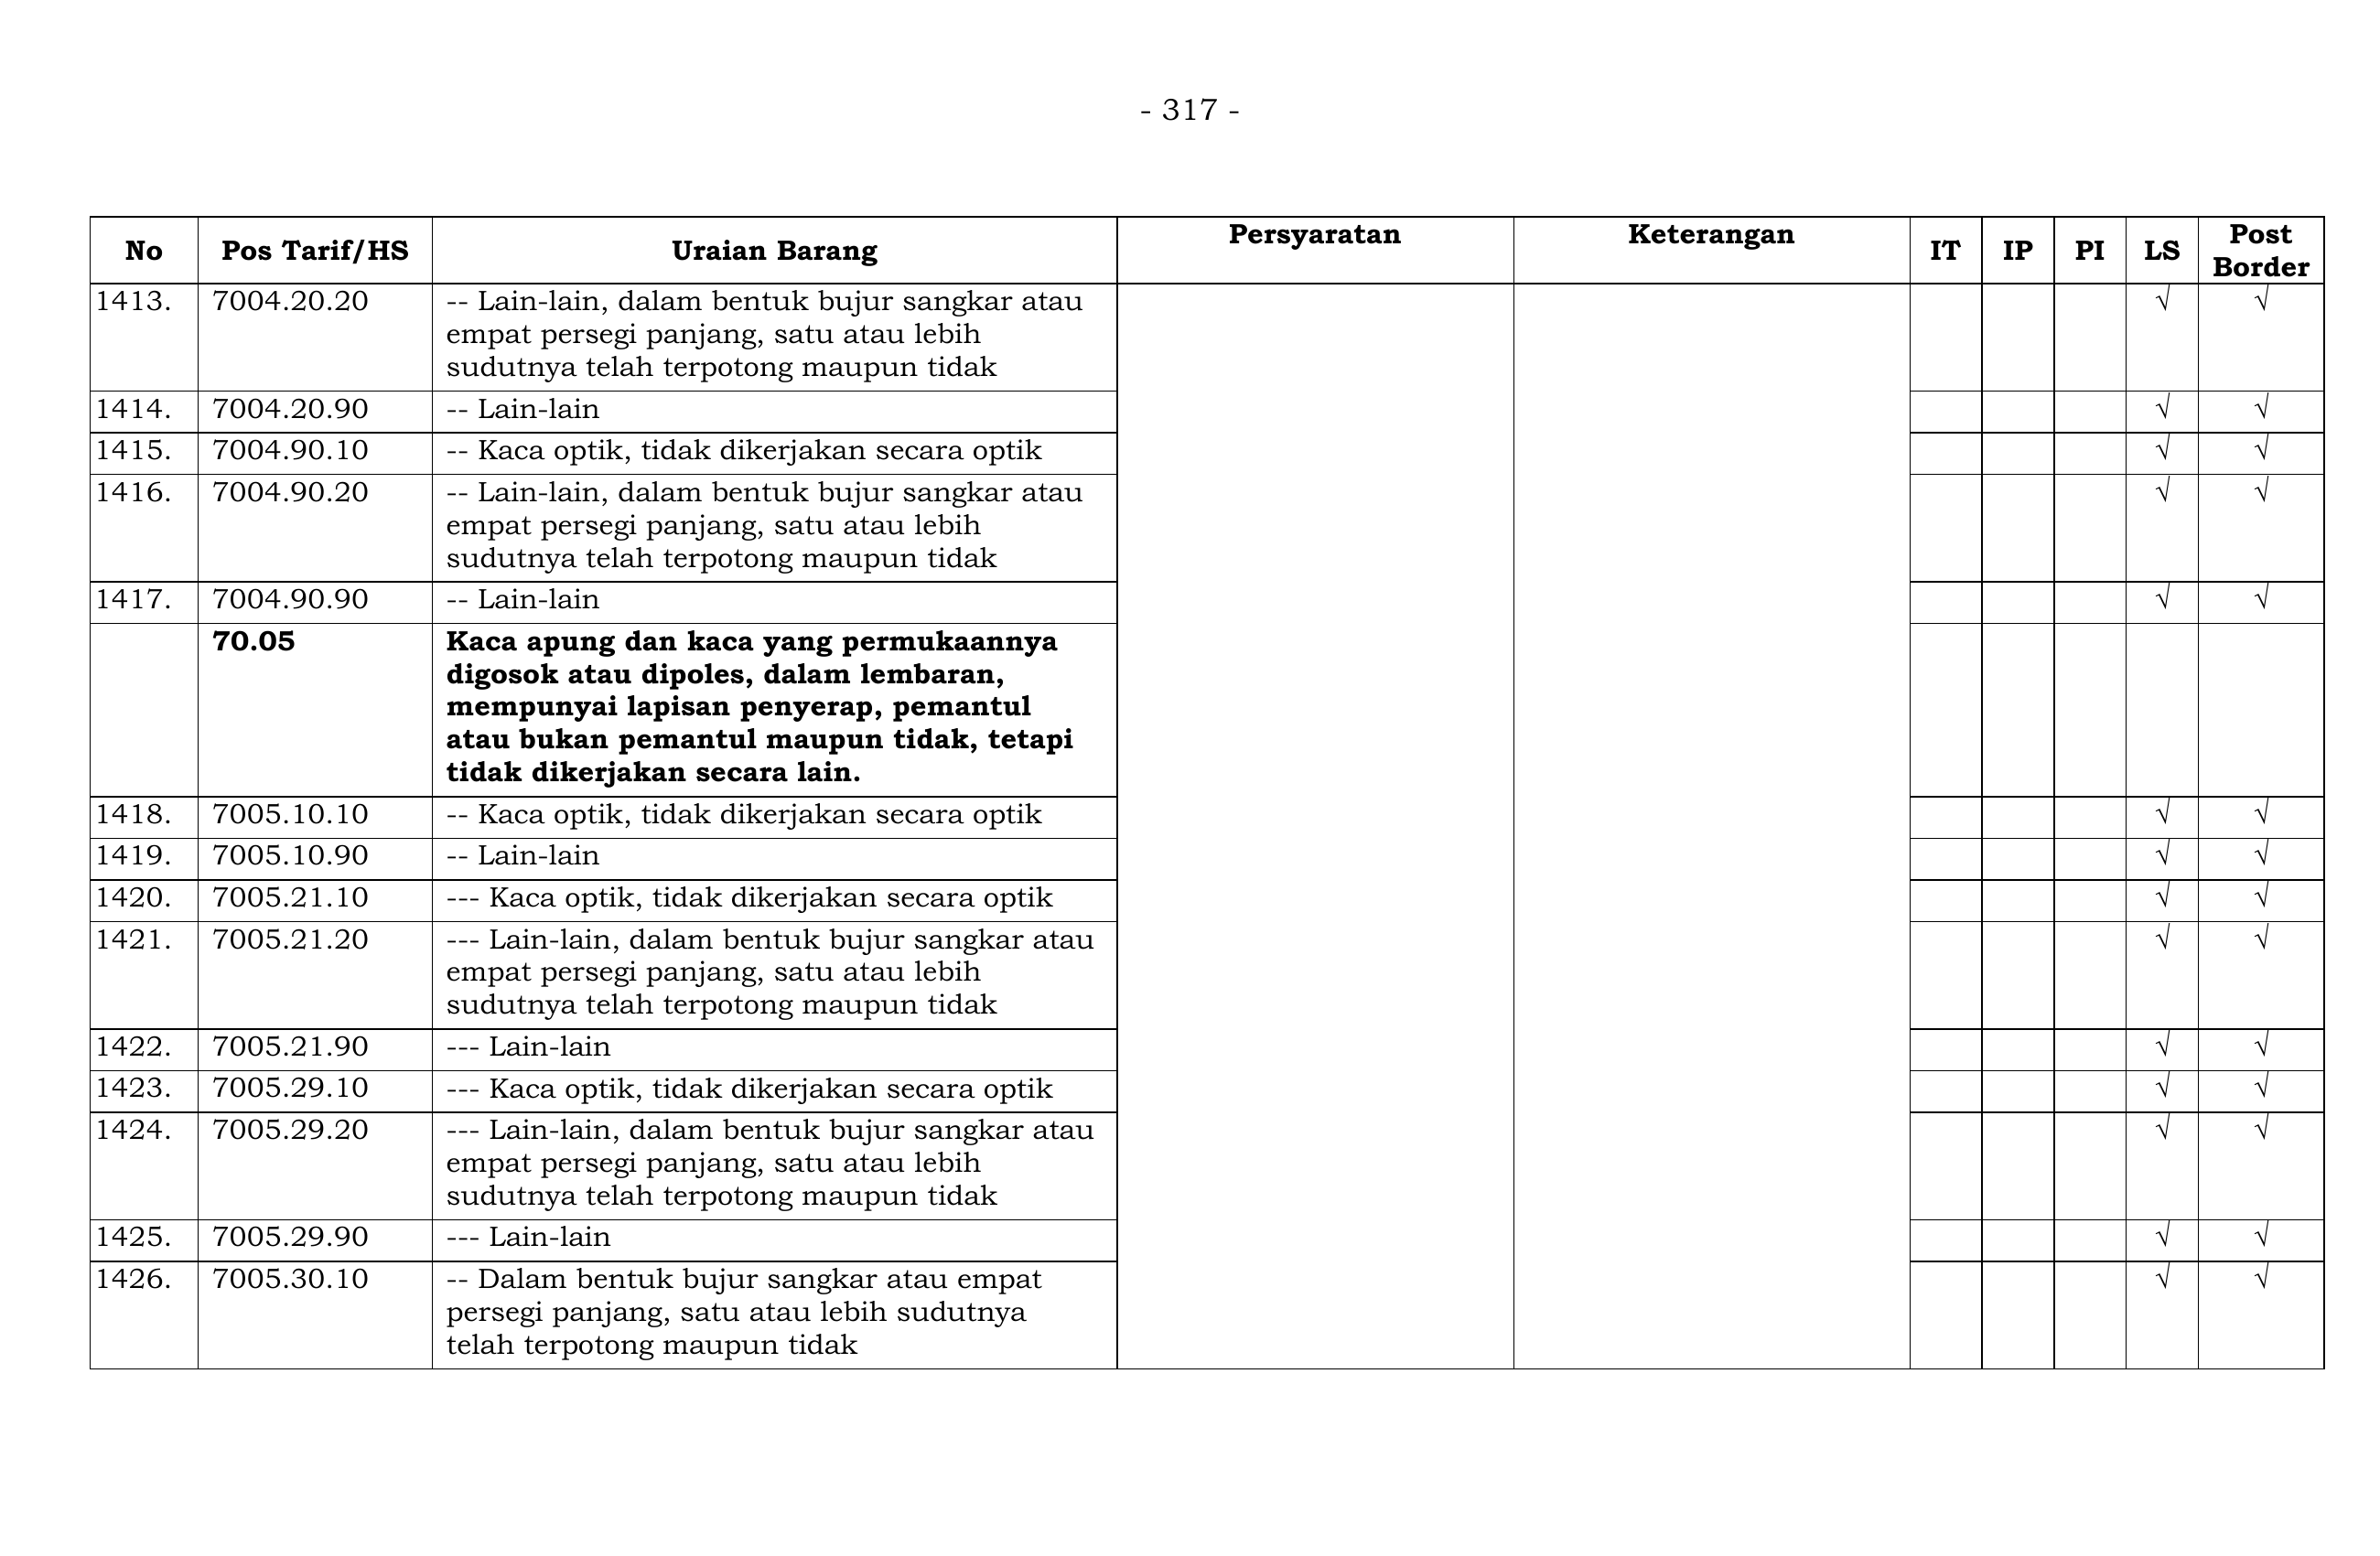 - 317 -
No Pos Tarif/HS Uraian Barang Persyaratan Keterangan IT IP PI LS Post Border
1413. 7004.20.20 -- Lain-lain, dalam bentuk bujur sangkar atau √ √
empat persegi panjang, satu atau lebih
sudutnya telah terpotong maupun tidak
1414. 7004.20.90 -- Lain-lain √ √
1415. 7004.90.10 -- Kaca optik, tidak dikerjakan secara optik √ √
1416. 7004.90.20 -- Lain-lain, dalam bentuk bujur sangkar atau √ √
empat persegi panjang, satu atau lebih
sudutnya telah terpotong maupun tidak
1417. 7004.90.90 -- Lain-lain √ √
70.05 Kaca apung dan kaca yang permukaannya
digosok atau dipoles, dalam lembaran,
mempunyai lapisan penyerap, pemantul
atau bukan pemantul maupun tidak, tetapi
tidak dikerjakan secara lain.
1418. 7005.10.10 -- Kaca optik, tidak dikerjakan secara optik √ √
1419. 7005.10.90 -- Lain-lain √ √
1420. 7005.21.10 --- Kaca optik, tidak dikerjakan secara optik √ √
1421. 7005.21.20 --- Lain-lain, dalam bentuk bujur sangkar atau √ √
empat persegi panjang, satu atau lebih
sudutnya telah terpotong maupun tidak
1422. 7005.21.90 --- Lain-lain √ √
1423. 7005.29.10 --- Kaca optik, tidak dikerjakan secara optik √ √
1424. 7005.29.20 --- Lain-lain, dalam bentuk bujur sangkar atau √ √
empat persegi panjang, satu atau lebih
sudutnya telah terpotong maupun tidak
1425. 7005.29.90 --- Lain-lain √ √
1426. 7005.30.10 -- Dalam bentuk bujur sangkar atau empat √ √
persegi panjang, satu atau lebih sudutnya
telah terpotong maupun tidak